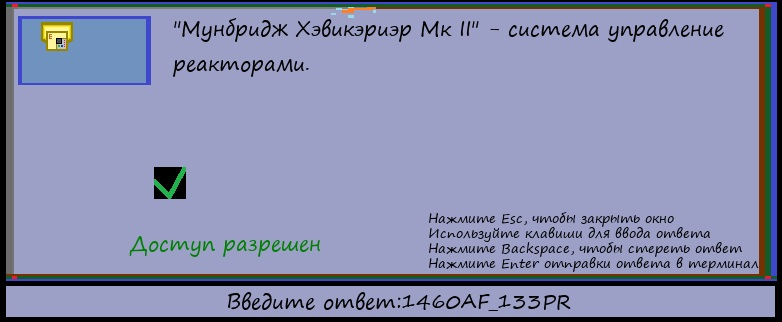 "Мунбридж Хэвикэриэр Мк II" - система управление
реакторами.
E
Доступ разрешен
Нажмите Esc, чтобы закрыть окно
Используйте клавиши для ввода ответа
Нажмите Backspace, чтобы стереть ответ
Нажмите Enter отправки ответа в терминал
Введите ответ:1460AF_133PR